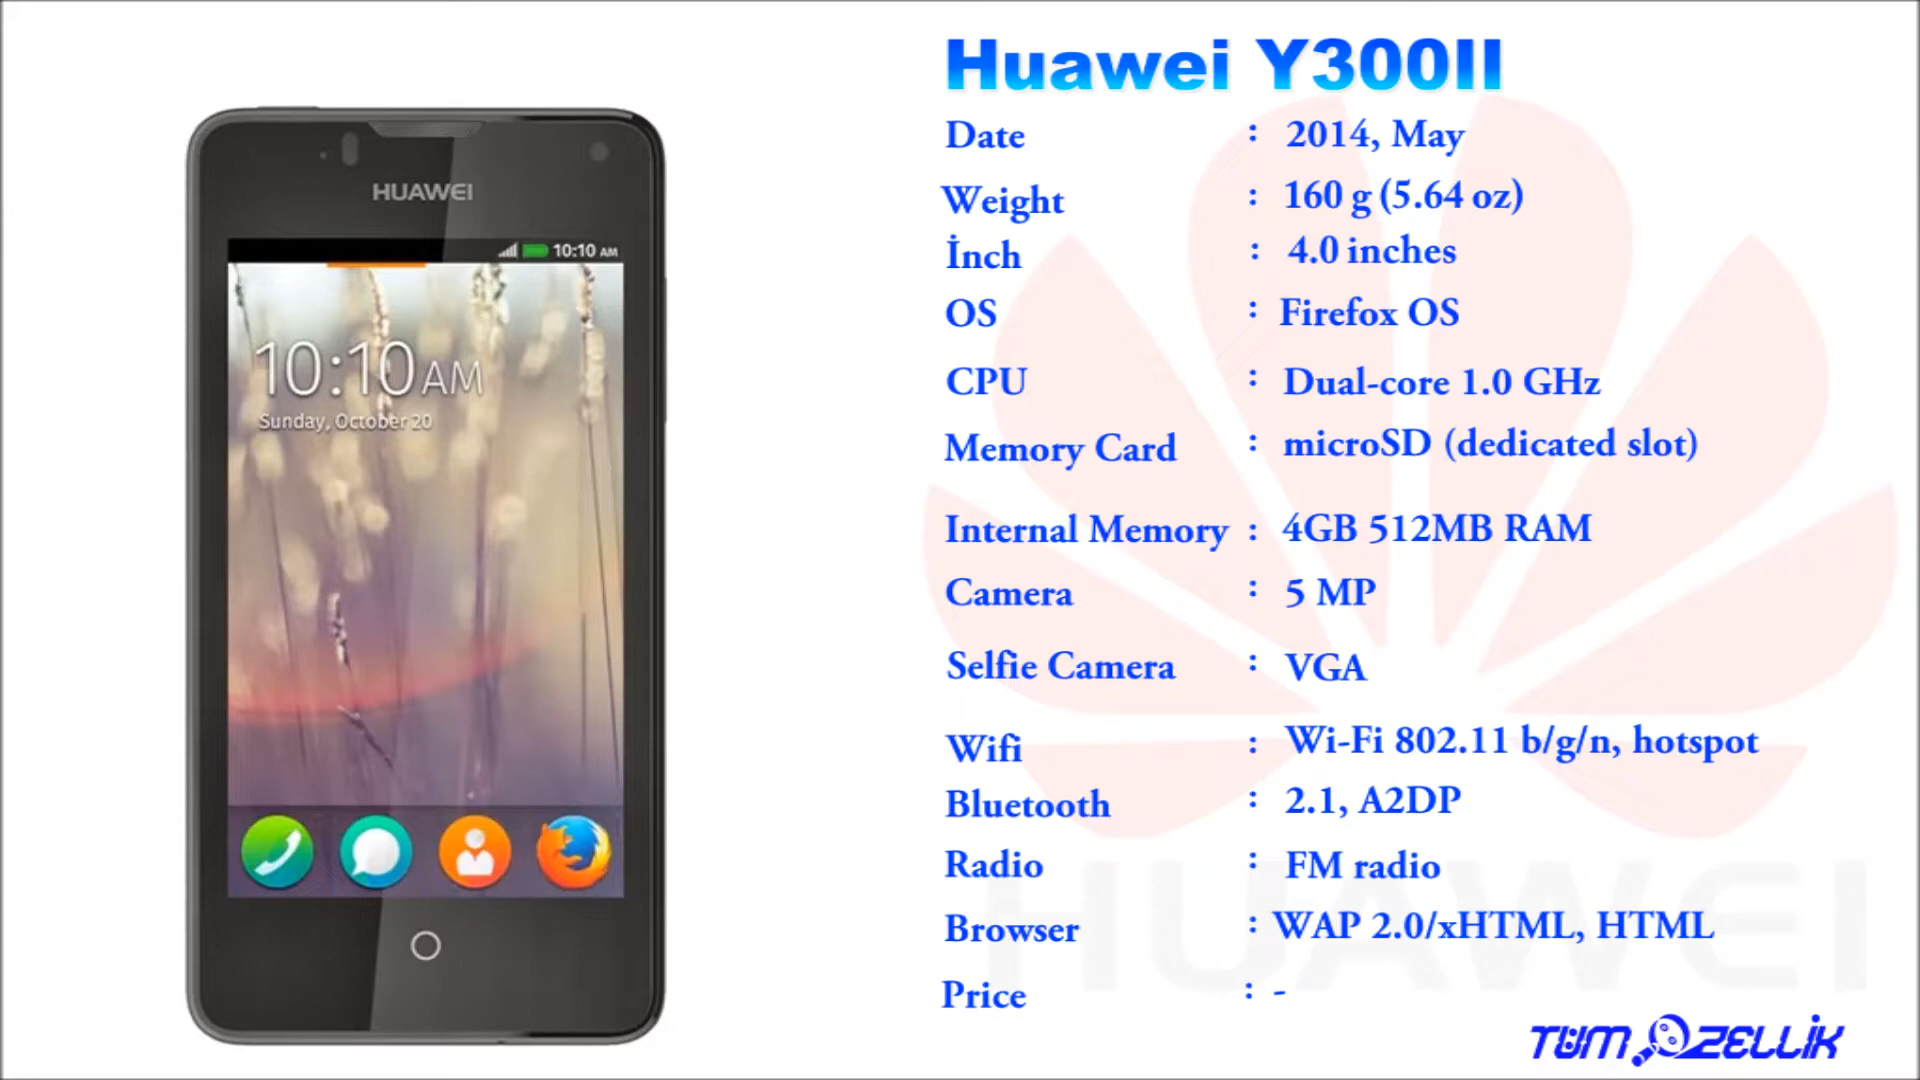 Huawei Y300II
Date : 2014, May
Weight : 160 g (5.64 oz)
İnch : 4.0 inches
OS : Firefox OS
CPU : Dual-core 1.0 GHz
Memory Card : microSD (dedicated slot)
Internal Memory : 4GB 512MB RAM
Camera : 5 MP
Selfie Camera : VGA
Wifi : Wi-Fi 802.11 b/g/n, hotspot
Bluetooth : 2.1, A2DP
Radio : FM radio
Browser : WAP 2.0/xHTML, HTML
Price : -
HUAWEI
10:10 AM
10:10 AM
Sunday, October 20
HUAWEI
TÜM ÖZELLİK